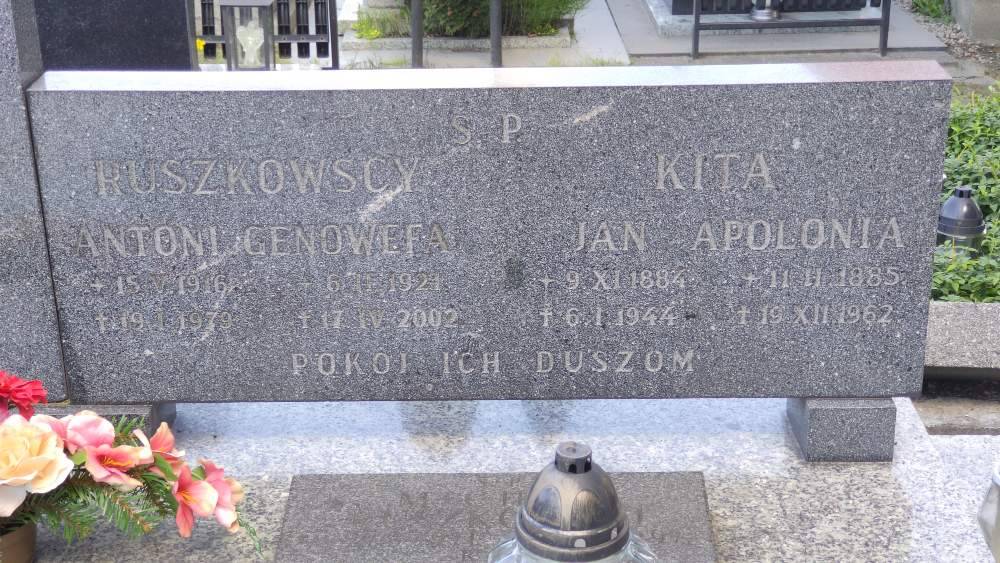 S P
RUSZKOWSCY KITA
ANTONI GENOWEFA JAN APOLONIA
+ 15 V 1916 + 6 II 1921 + 9 XI 1884 + 11 II 1885
† 19 I 1979 † 17 IV 2002 † 6 I 1944 † 19 XII 1962
POKÓJ ICH DUSZOM